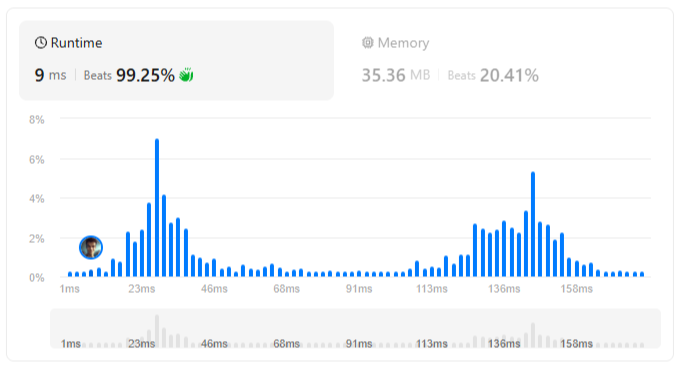 Runtime
Memory
9 ms Beats 99.25%
35.36 MB Beats 20.41%
8%
6%
4%
2%
0%
1ms 23ms 46ms 68ms 91ms 113ms 136ms 158ms
1ms 23ms 46ms 68ms 91ms 113ms 136ms 158ms